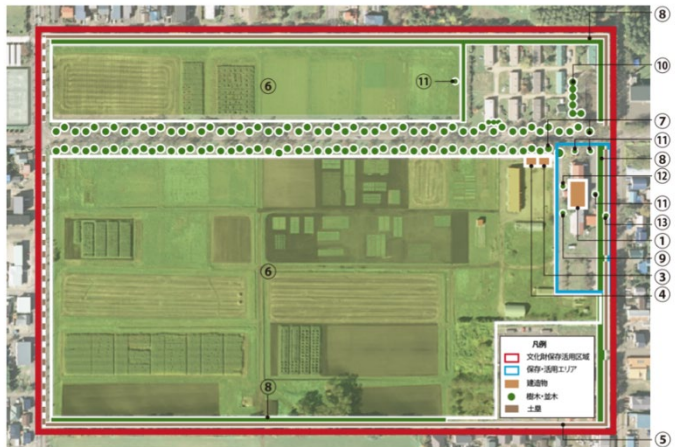 ⑧
⑩
⑥
⑪
⑦
⑪
⑧
⑫
⑪
⑬
①
⑨
⑥
③
④
凡例
文化財保存活用区域
保存・活用エリア
建造物
樹木・並木
土塁
⑧
⑤